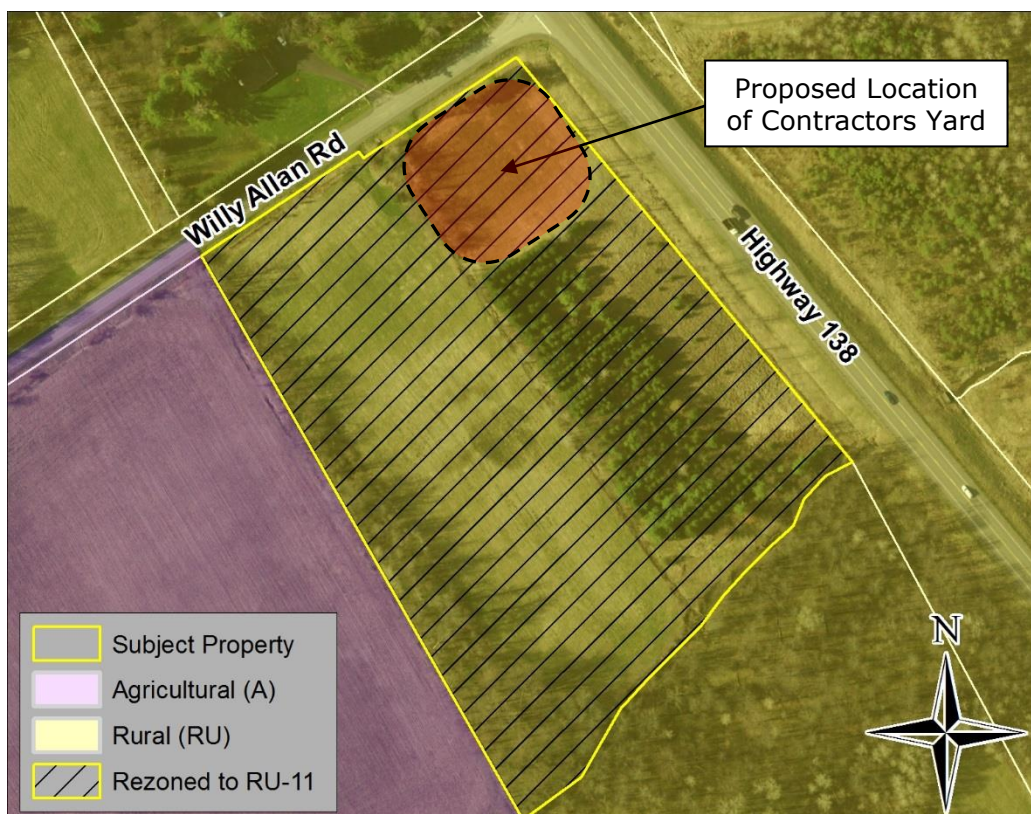 Proposed Location
of Contractors Yard
Willy Allan Rd
Highway 138
Subject Property
Agricultural (A)
Rural (RU)
Rezoned to RU-11
N